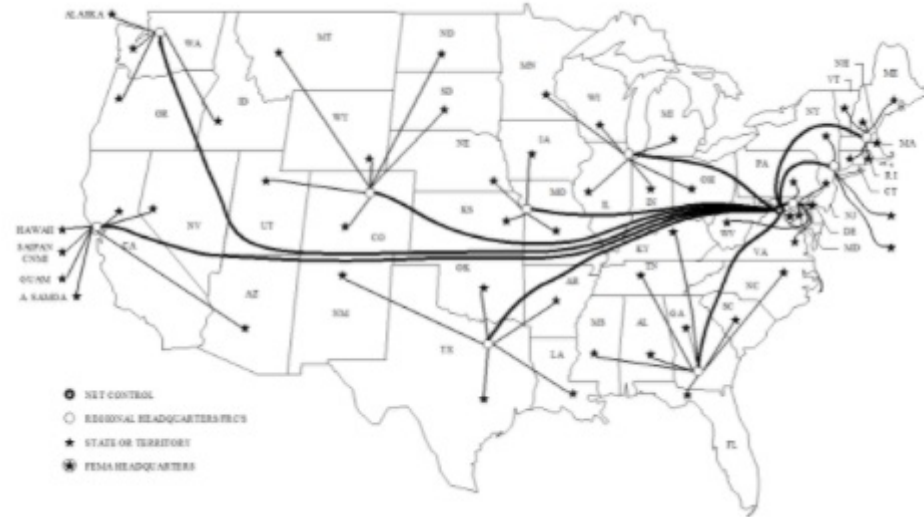 ALASKA
WA
MT
ND
MN
OR
ID
SD
WI
MI
NH
VT
ME
NY
WY
NE
IA
PA
MA
RI
CT
NV
UT
CO
KS
MO
IL
IN
OH
NJ
DE
MD
HAWAII
SAIPAN
CNMI
GUAM
A. SAMOA
CA
KY
WV
VA
AZ
NM
OK
AR
TN
NC
TX
LA
MS
AL
GA
SC
FL
NET CONTROL
REGIONAL HEADQUARTERS/FRC'S
STATE OR TERRITORY
FEMA HEADQUARTERS